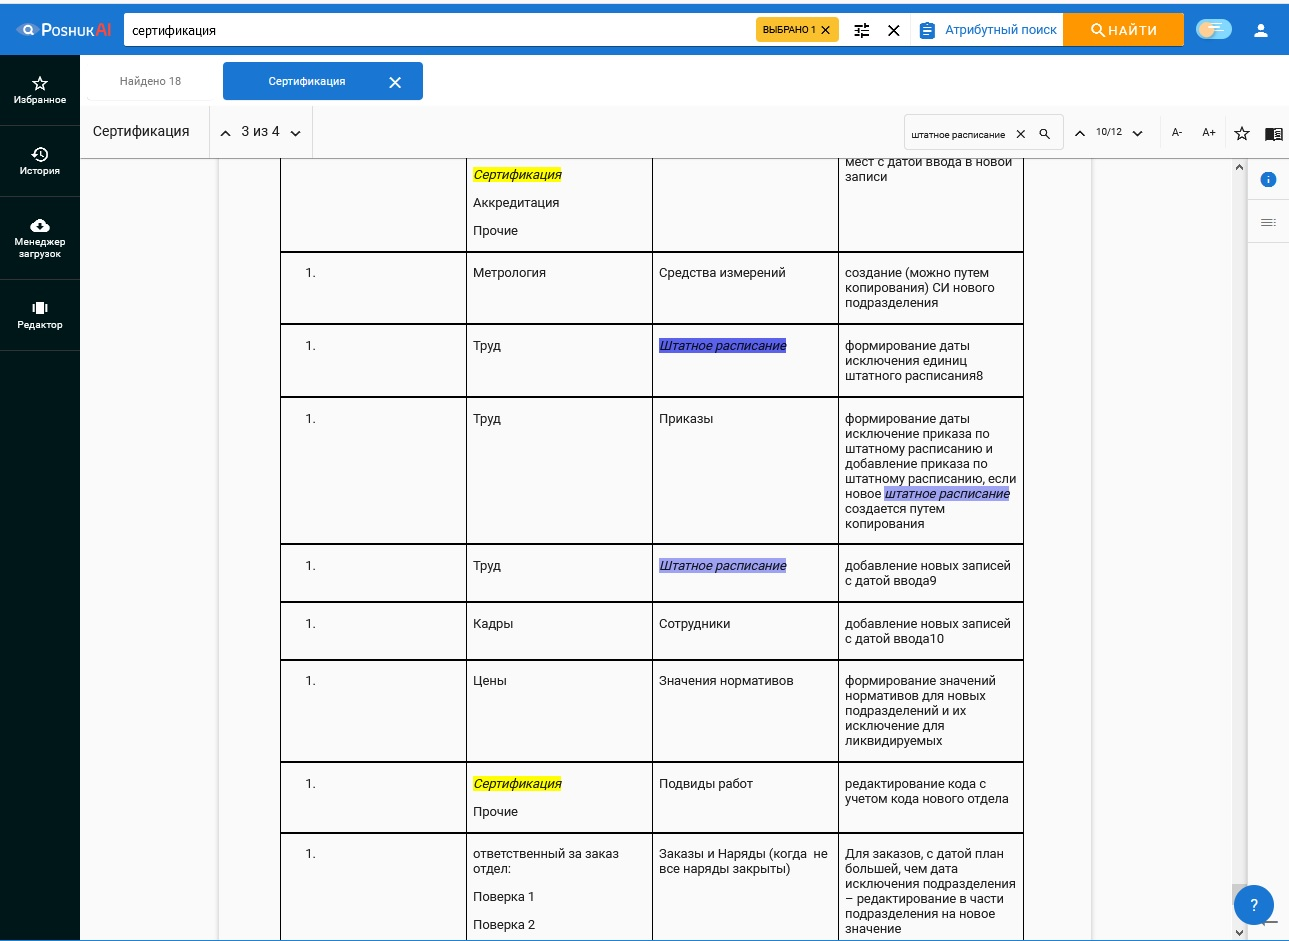 POSHUKAI
сертификация
ВЫБРАНО 1
Атрибутный поиск
НАЙТИ
Избранное
История
Менеджер
загрузок
Редактор
Найдено 18
Сертификация
Сертификация
3 из 4
штатное расписание
10/12
A-
A+
Сертификация
Аккредитация
Прочие
мест с датой ввода в новой
записи
1.
Метрология
Средства измерений
создание (можно путем
копирования) СИ нового
подразделения
1.
Труд
Штатное расписание
формирование даты
исключения единиц
штатного расписания8
1.
Труд
Приказы
формирование даты
исключение приказа по
штатному расписанию и
добавление приказа по
штатному расписанию, если
новое штатное расписание
создается путем
копирования
1.
Труд
Штатное расписание
добавление новых записей
с датой ввода9
1.
Кадры
Сотрудники
добавление новых записей
с датой ввода10
1.
Цены
Значения нормативов
формирование значений
нормативов для новых
подразделений и их
исключение для
ликвидируемых
1.
Сертификация
Прочие
Подвиды работ
редактирование кода с
учетом кода нового отдела
1.
ответственный за заказ
отдел:
Поверка 1
Поверка 2
Заказы и Наряды (когда не
все наряды закрыты)
Для заказов, с датой план
большей, чем дата
исключения подразделения
– редактирование в части
подразделения на новое
значение
?